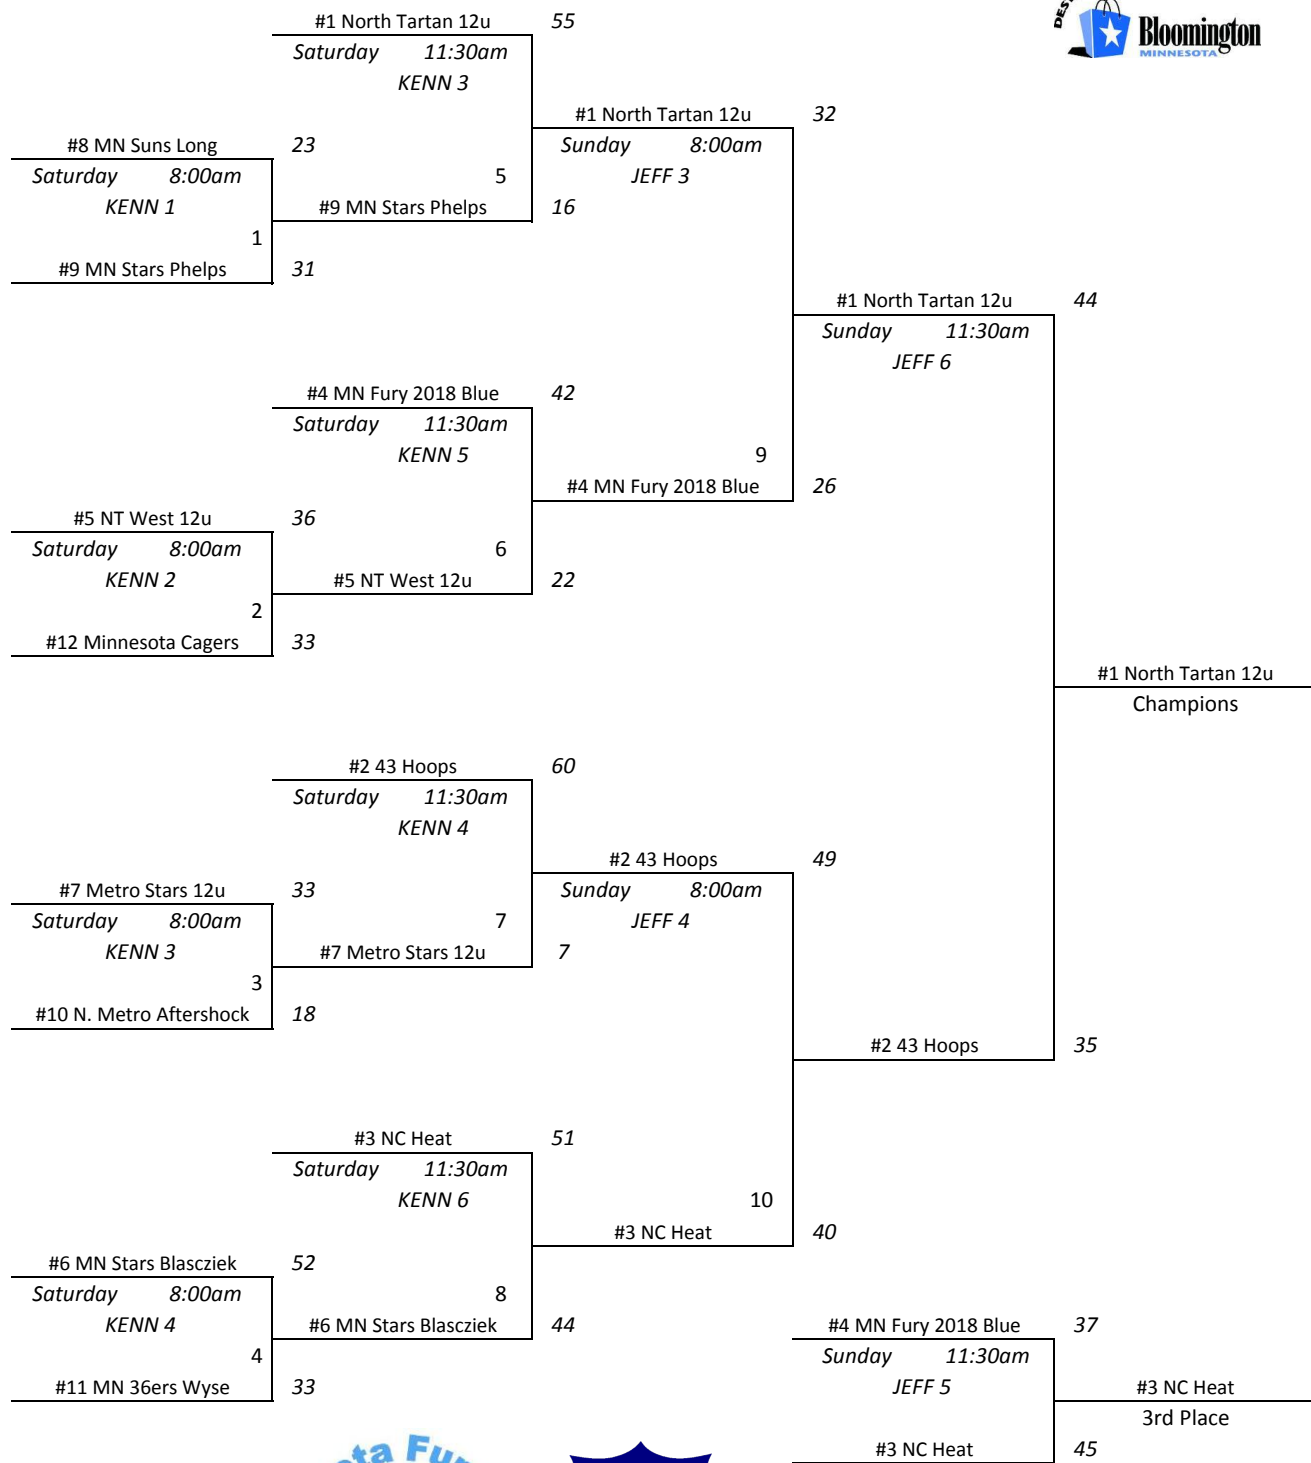 #1 North Tartan 12u 55
DES
Bloomington
MINNESOTA
Saturday 11:30am
KENN 3
#1 North Tartan 12u 32
#8 MN Suns Long 23
Sunday 8:00am
Saturday 8:00am
5
JEFF 3
KENN 1
#9 MN Stars Phelps 16
1
#9 MN Stars Phelps 31
#1 North Tartan 12u 44
Sunday 11:30am
JEFF 6
#4 MN Fury 2018 Blue 42
Saturday 11:30am
KENN 5
9
#4 MN Fury 2018 Blue 26
#5 NT West 12u 36
Saturday 8:00am
6
KENN 2
#5 NT West 12u 22
2
#12 Minnesota Cagers 33
#1 North Tartan 12u
Champions
#2 43 Hoops 60
Saturday 11:30am
KENN 4
#2 43 Hoops 49
#7 Metro Stars 12u 33
Sunday 8:00am
Saturday 8:00am
7
JEFF 4
KENN 3
#7 Metro Stars 12u 7
3
#10 N. Metro Aftershock 18
#2 43 Hoops 35
#3 NC Heat 51
Saturday 11:30am
KENN 6
10
#3 NC Heat 40
#6 MN Stars Blascziek 52
Saturday 8:00am
8
KENN 4
#6 MN Stars Blascziek 44
#4 MN Fury 2018 Blue 37
4
Sunday 11:30am
#11 MN 36ers Wyse 33
JEFF 5
#3 NC Heat
3rd Place
#3 NC Heat 45
ta Fu